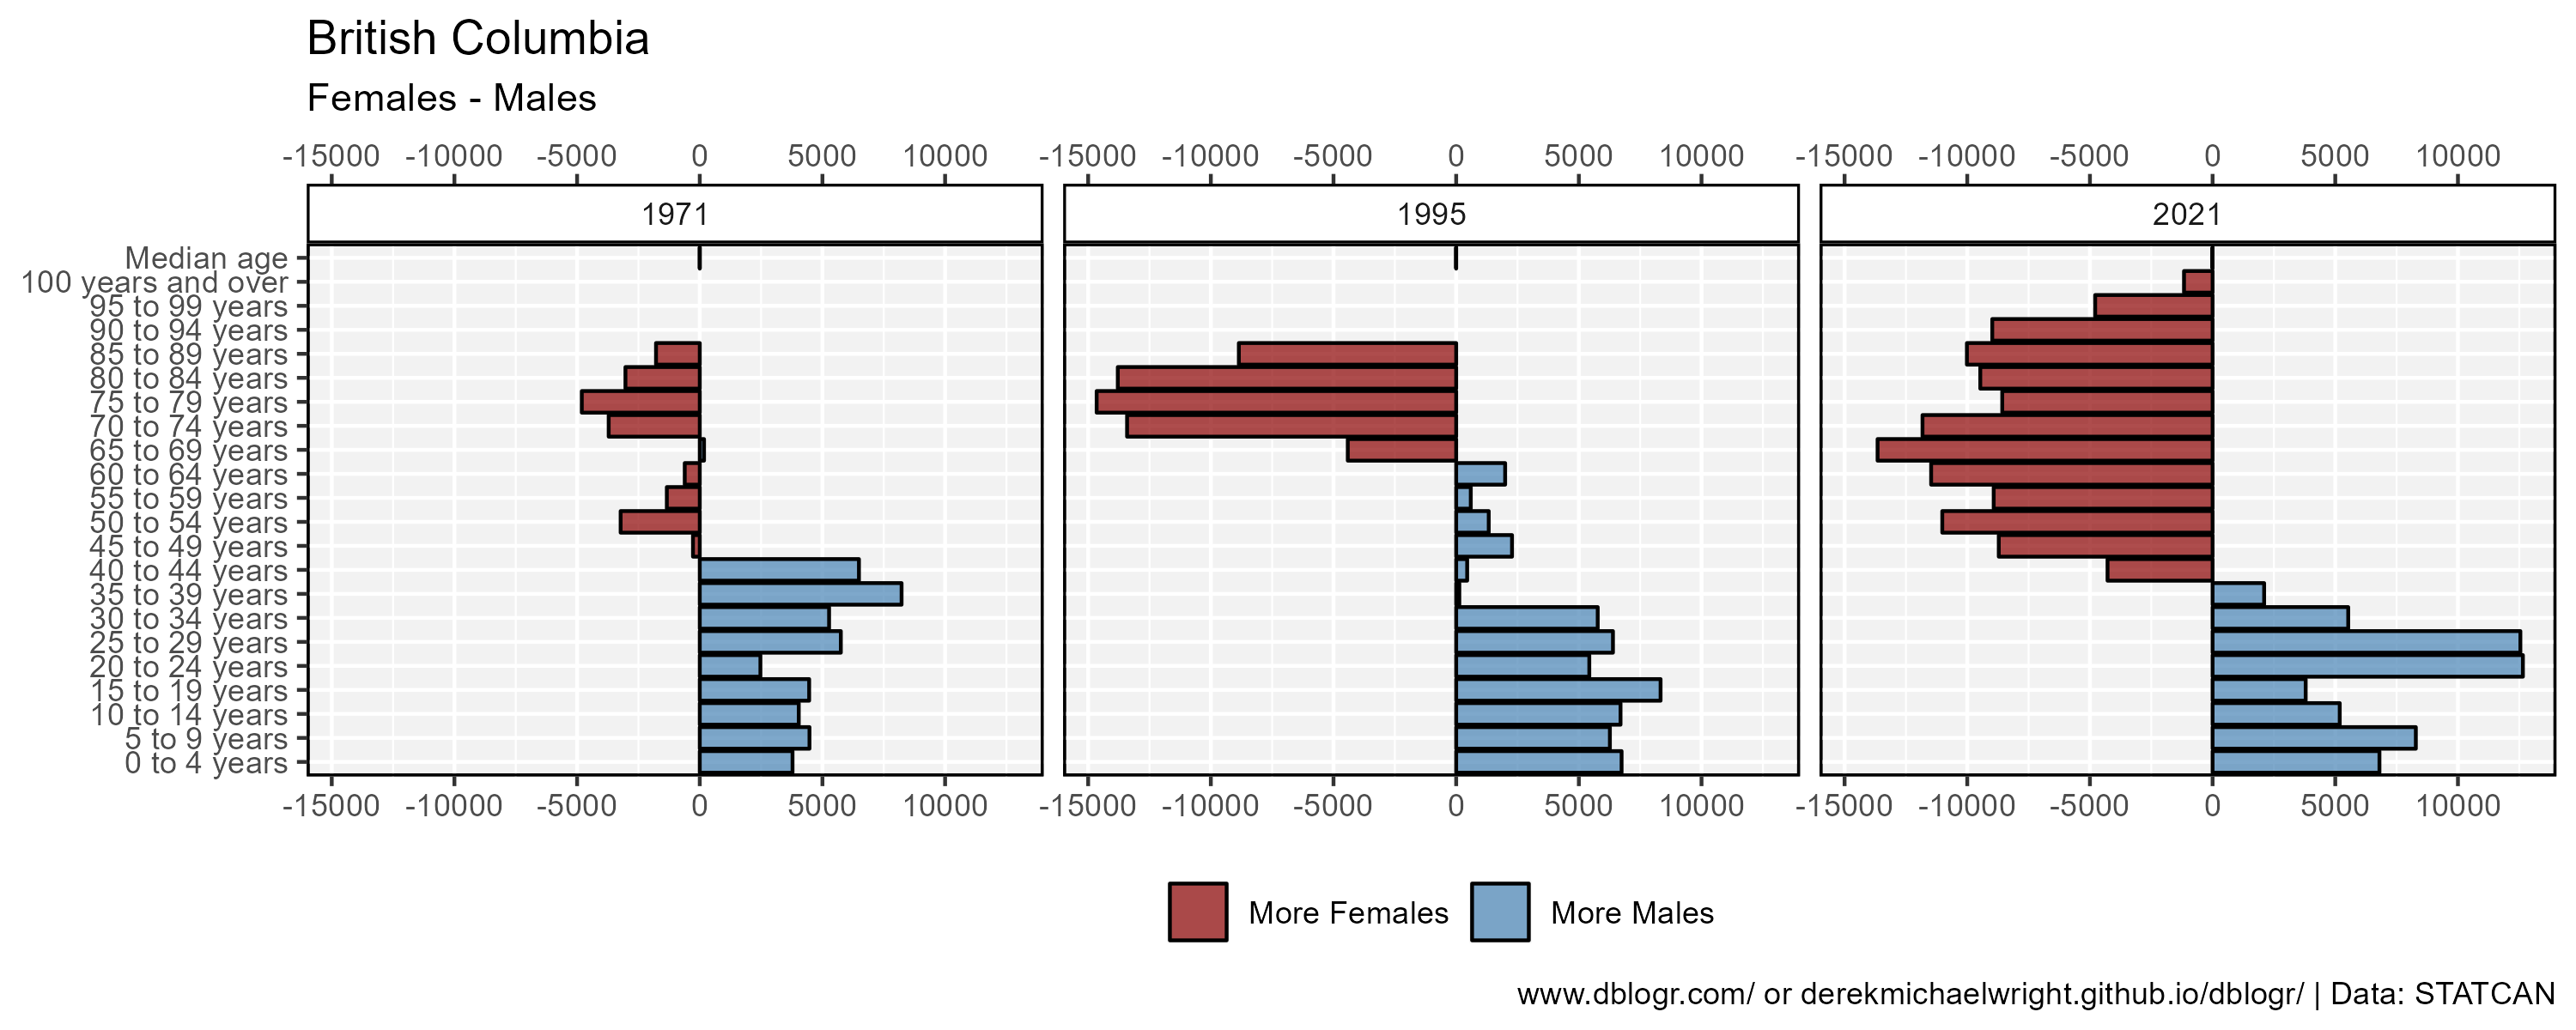 British Columbia
Females - Males
-15000 -10000 -5000 0 5000 10000 -15000 -10000 -5000 0 5000 10000 -15000 -10000 -5000 0 5000 10000
1971 1995 2021
Median age
100 years and over
95 to 99 years
90 to 94 years
85 to 89 years
80 to 84 years
75 to 79 years
70 to 74 years
65 to 69 years
60 to 64 years
55 to 59 years
50 to 54 years
45 to 49 years
40 to 44 years
35 to 39 years
30 to 34 years
25 to 29 years
20 to 24 years
15 to 19 years
10 to 14 years
5 to 9 years
0 to 4 years
-15000 -10000 -5000 0 5000 10000 -15000 -10000 -5000 0 5000 10000 -15000 -10000 -5000 0 5000 10000
More Females More Males
www.dblogr.com/ or derekmichaelwright.github.io/dblogr/ | Data: STATCAN